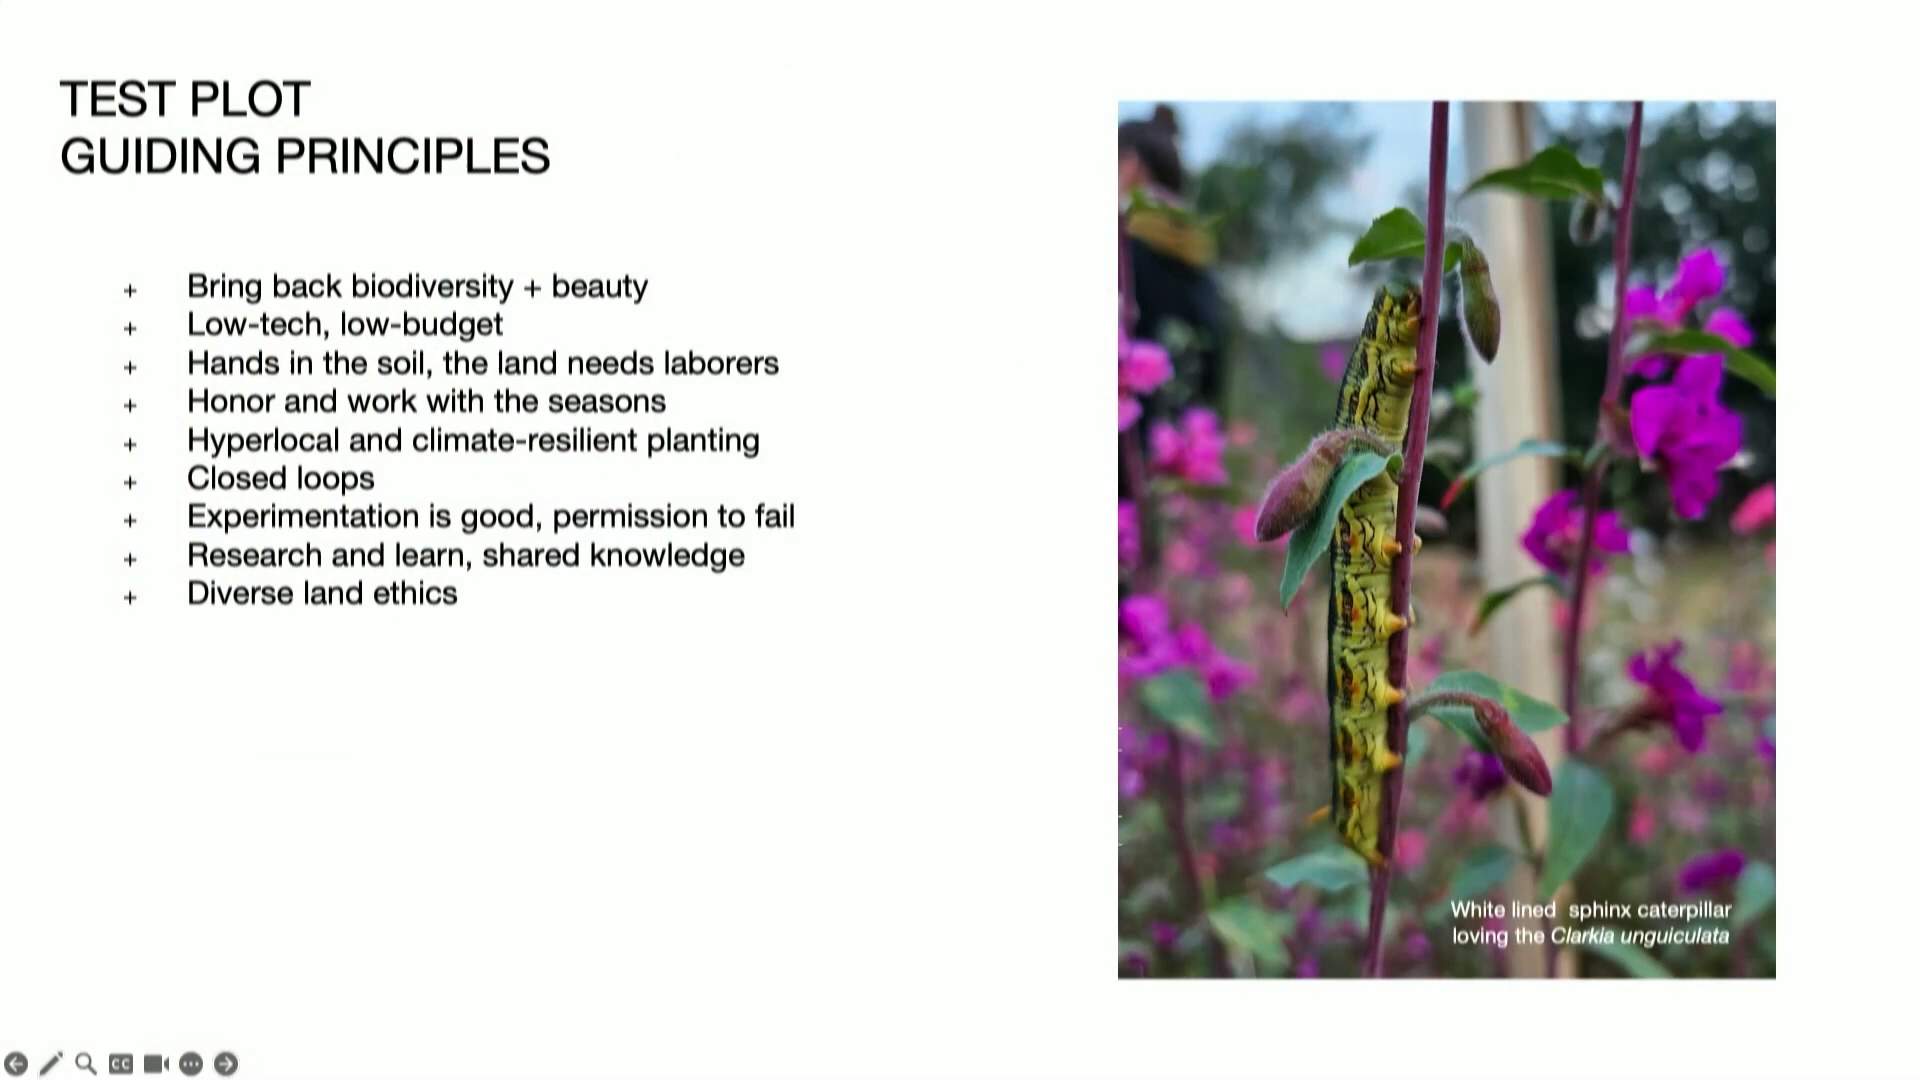 TEST PLOT
GUIDING PRINCIPLES
+ Bring back biodiversity + beauty
+ Low-tech, low-budget
+ Hands in the soil, the land needs laborers
+ Honor and work with the seasons
+ Hyperlocal and climate-resilient planting
+ Closed loops
+ Experimentation is good, permission to fail
+ Research and learn, shared knowledge
+ Diverse land ethics
White lined sphinx caterpillar
loving the Clarkia unguiculata
CC